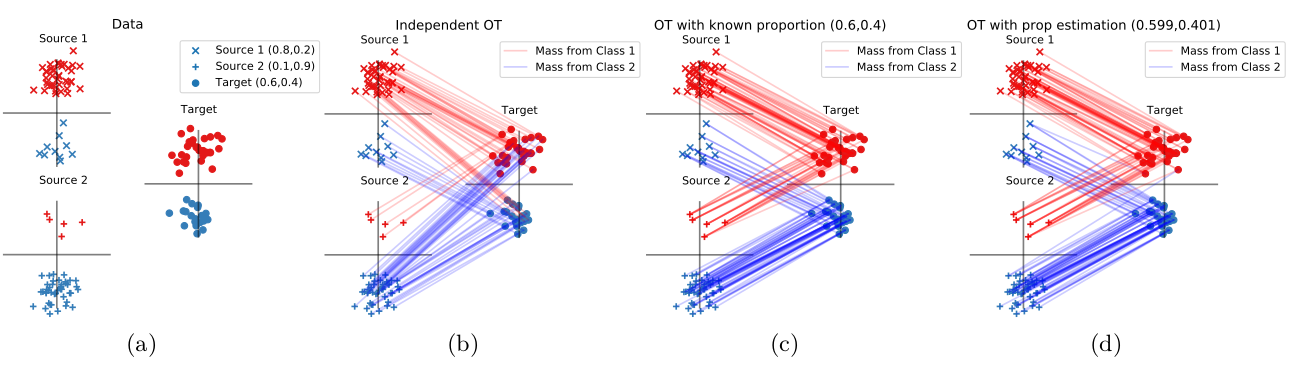 Data
Source 1
Source 1 (0.8,0.2)
Source 2 (0.1,0.9)
Target (0.6,0.4)
Target
Source 2
(a)
Independent OT
Source 1
Mass from Class 1
Mass from Class 2
Target
Source 2
(b)
OT with known proportion (0.6,0.4)
Source 1
Mass from Class 1
Mass from Class 2
Target
Source 2
(c)
OT with prop estimation (0.599,0.401)
Source 1
Mass from Class 1
Mass from Class 2
Target
Source 2
(d)